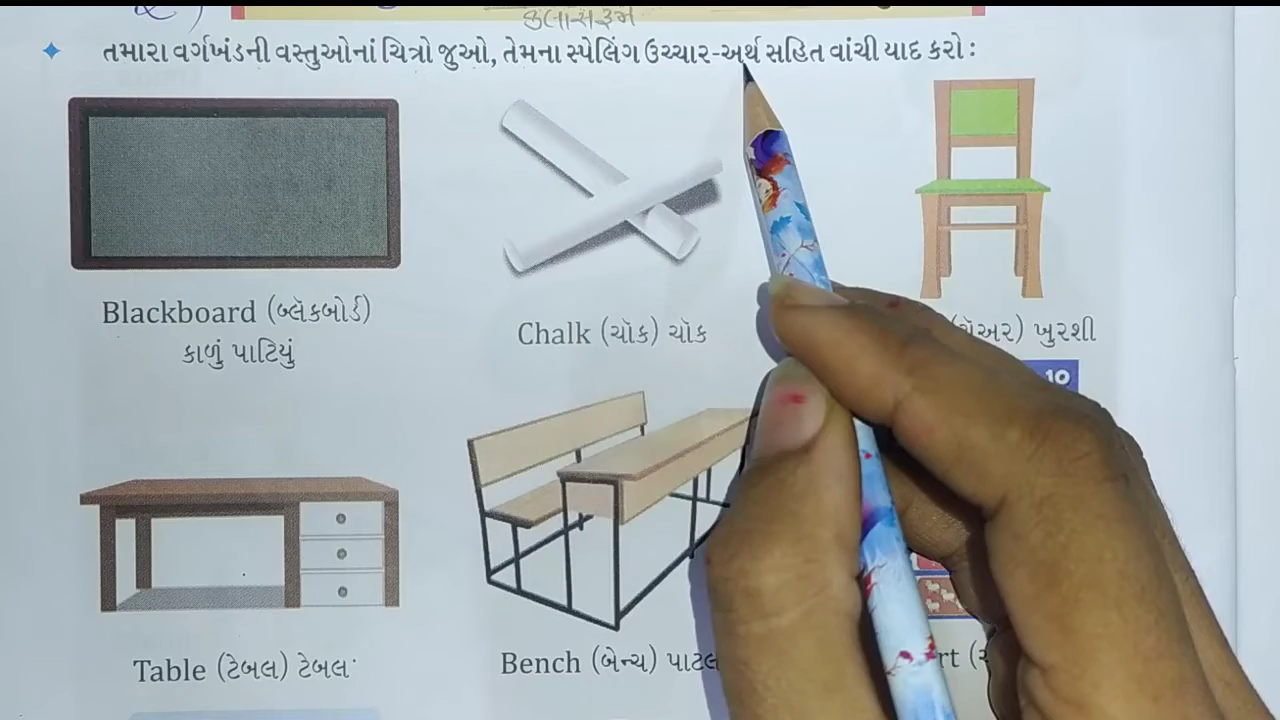 ક્લાસરૂમ
તમારા વર્ગખંડની વસ્તુઓનાં ચિત્રો જુઓ, તેમના સ્પેલિંગ ઉચ્ચાર-અર્થ સહિત વાંચી યાદ કરો :
Blackboard (બ્લૅકબોર્ડ)
કાળું પાટિયું
Chalk (ચૉક) ચૉક
ખુરશી
10
Table (ટેબલ) ટેબલ
Bench (બેન્ચ)